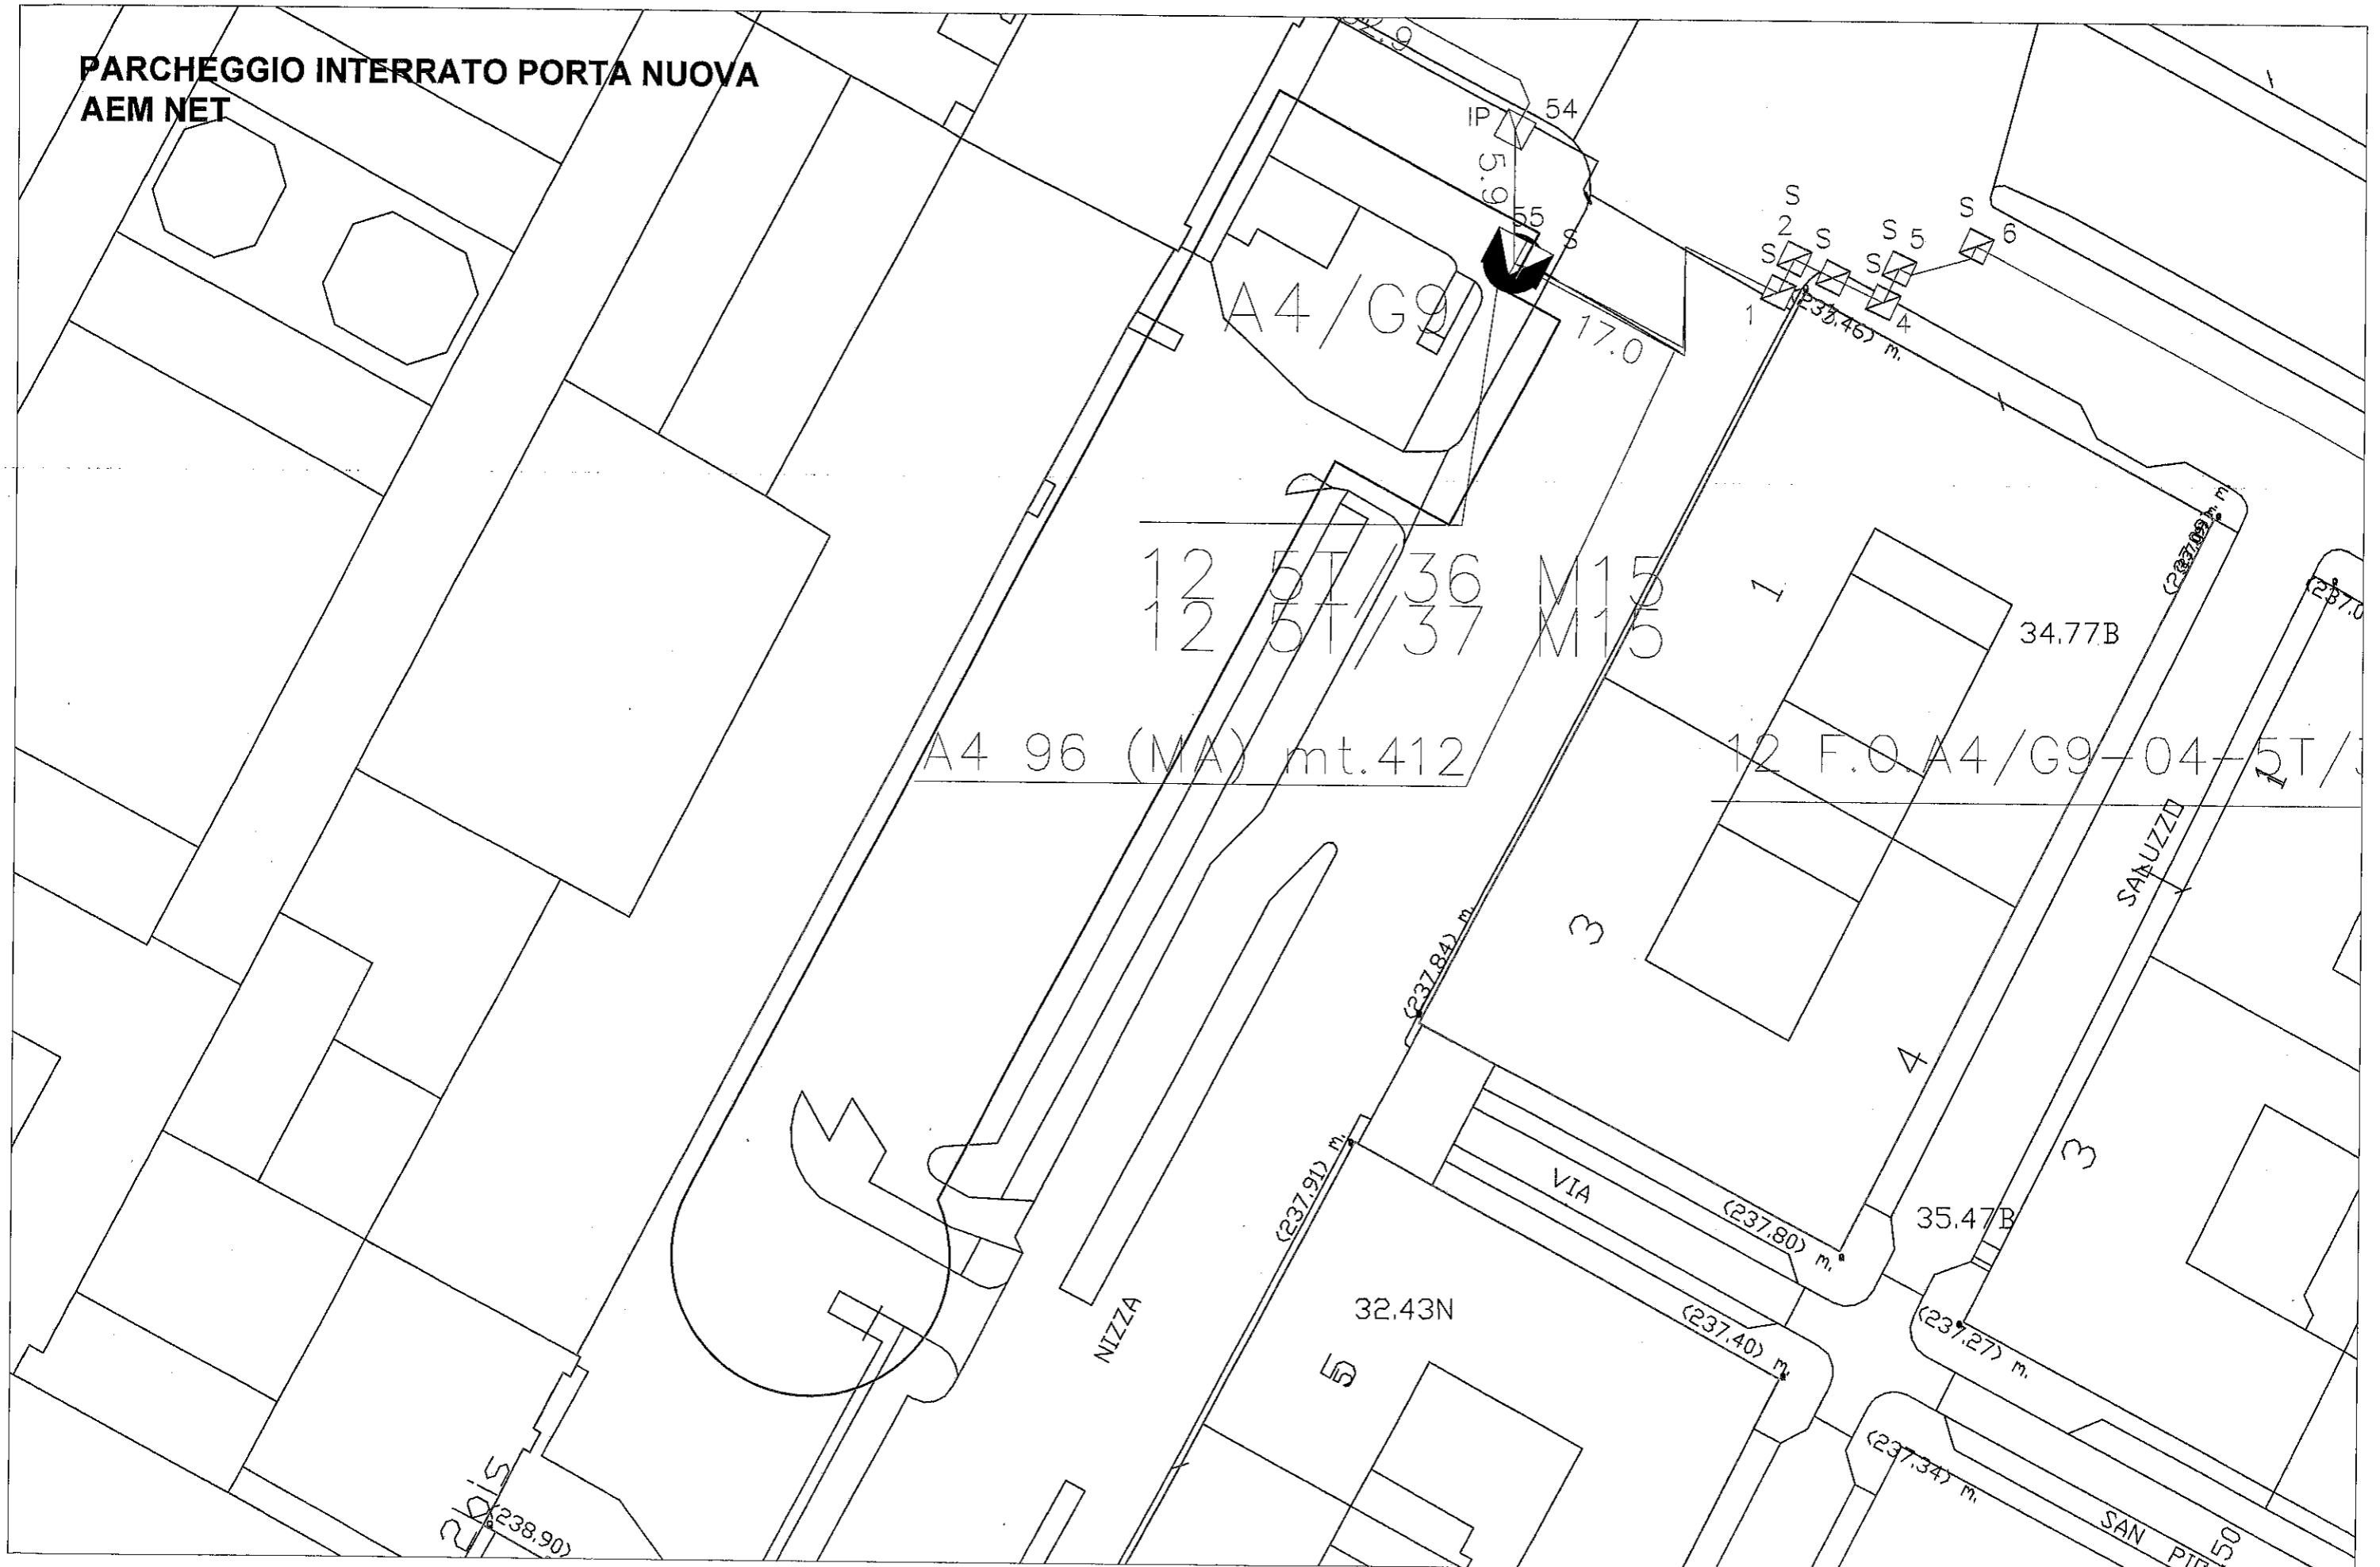 PARCHEGGIO INTERRATO PORTA NUOVA
AEM NET
IP
54
5.9
55
S
17.0
A4/G9
S
2
S
S
S
5
S
S
6
1
4
12 5T/36 M15
12 5T/37 M15
A4 96 (MA) mt.412
12 F.O.A4/G9-04-5T/
1
34.77B
3
4
SALUZZO
1
3
(237.84) m.
(237.91) m.
VIA
(237.80) m.
35.47B
32.43N
(237.40) m.
(237.27) m.
(237.34) m.
NIZZA
5
SAN
50
(238.90)